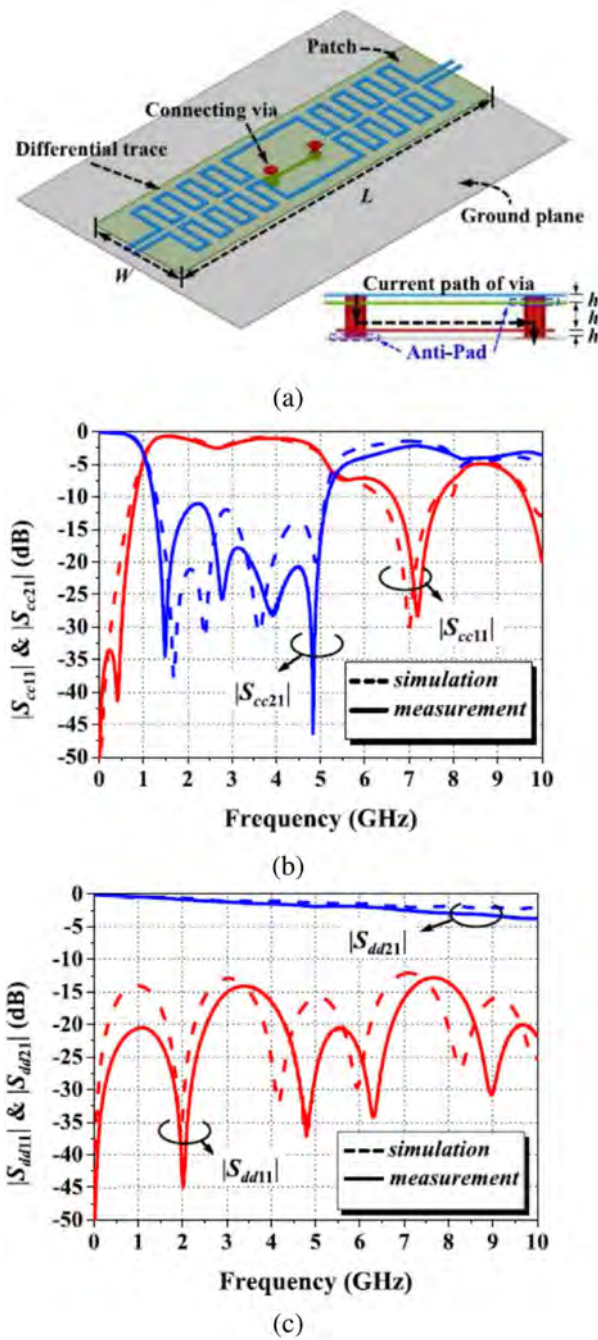 Patch
Connecting via
Differential trace
L
Ground plane
W
Current path of via
h
h
Anti-Pad
h
(a)
|Scc11| & |Scc21| (dB)
0
-5
-10
-15
-20
-25
-30
-35
-40
-45
-50
|Scc11|
|Scc21|
simulation
measurement
0 1 2 3 4 5 6 7 8 9 10
Frequency (GHz)
(b)
|Sdd11| & |Sdd21| (dB)
0
-5
-10
-15
-20
-25
-30
-35
-40
-45
-50
|Sdd21|
|Sdd11|
simulation
measurement
0 1 2 3 4 5 6 7 8 9 10
Frequency (GHz)
(c)